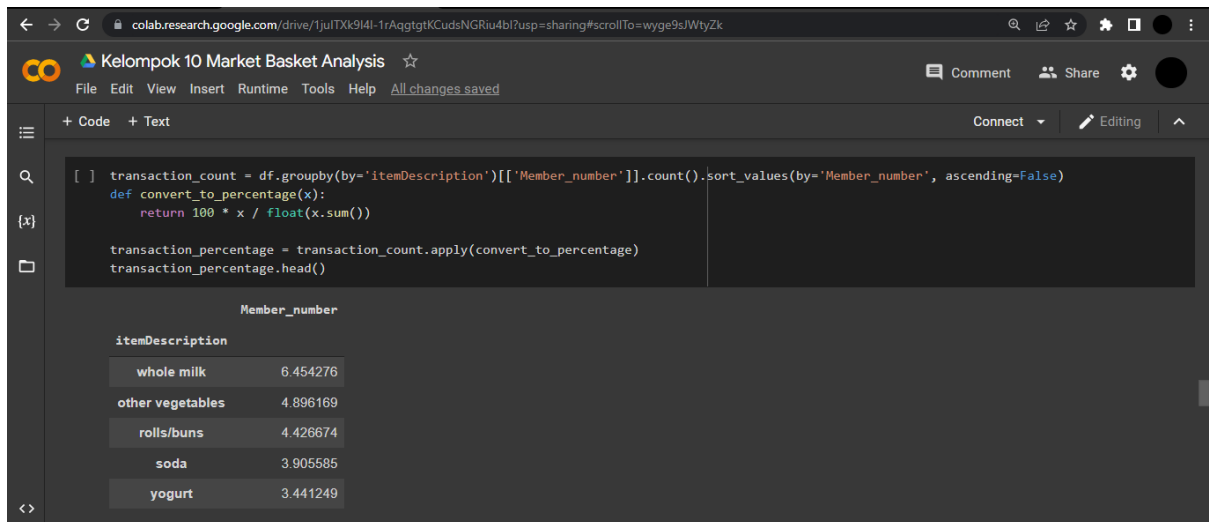 colab.research.google.com/drive/1juITXk9l4l-1rAqgtgtKCudsNGRiu4bl?usp=sharing#scrollTo=wyge9sJWtyZk
CO Kelompok 10 Market Basket Analysis
Comment Share
File Edit View Insert Runtime Tools Help All changes saved
+ Code + Text Connect Editing
[ ] transaction_count = df.groupby(by='itemDescription')[['Member_number']].count().sort_values(by='Member_number', ascending=False)
def convert_to_percentage(x):
    return 100 * x / float(x.sum())
{x}
transaction_percentage = transaction_count.apply(convert_to_percentage)
transaction_percentage.head()
Member_number
itemDescription
whole milk 6.454276
other vegetables 4.896169
rolls/buns 4.426674
soda 3.905585
yogurt 3.441249
<>